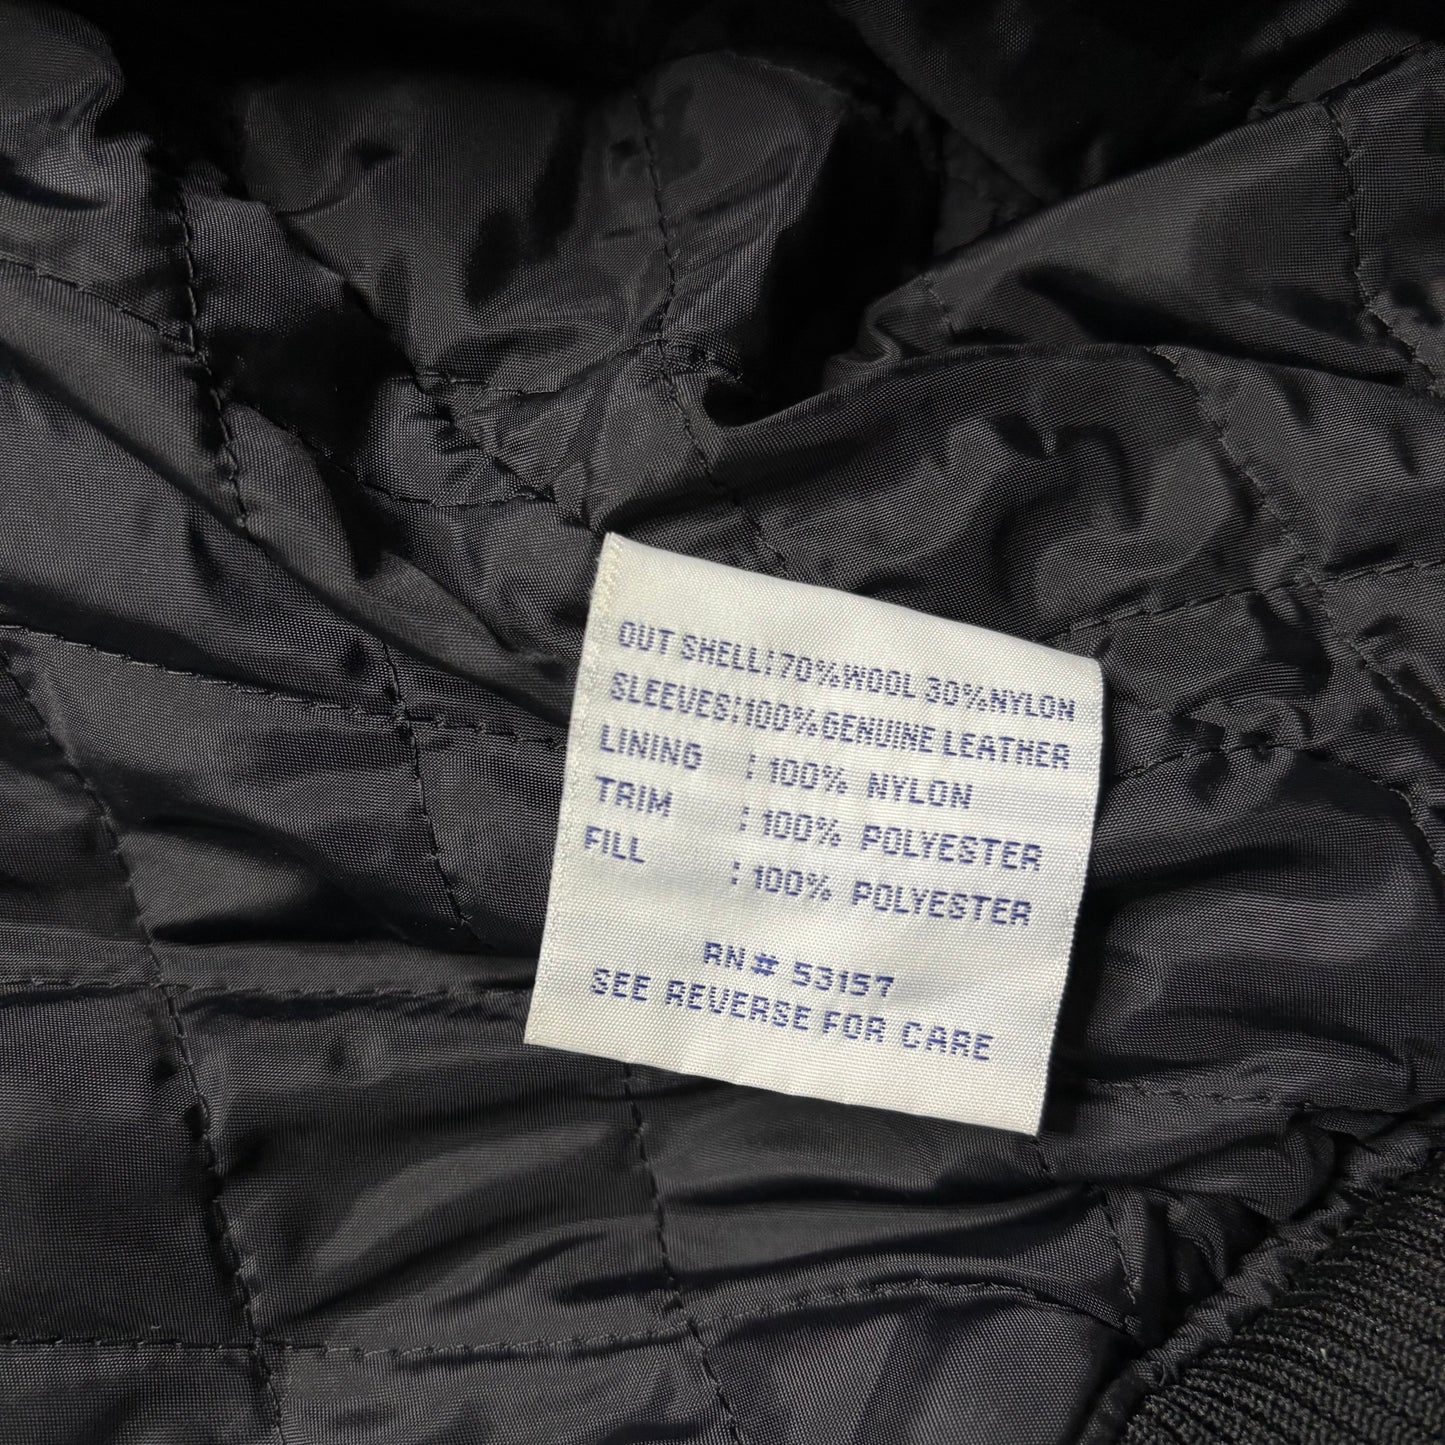 OUT SHELL:70%WOOL 30%NYLON
SLEEVES:100%GENUINE LEATHER
LINING : 100% NYLON
TRIM : 100% POLYESTER
FILL : 100% POLYESTER
RN# 53157
SEE REVERSE FOR CARE